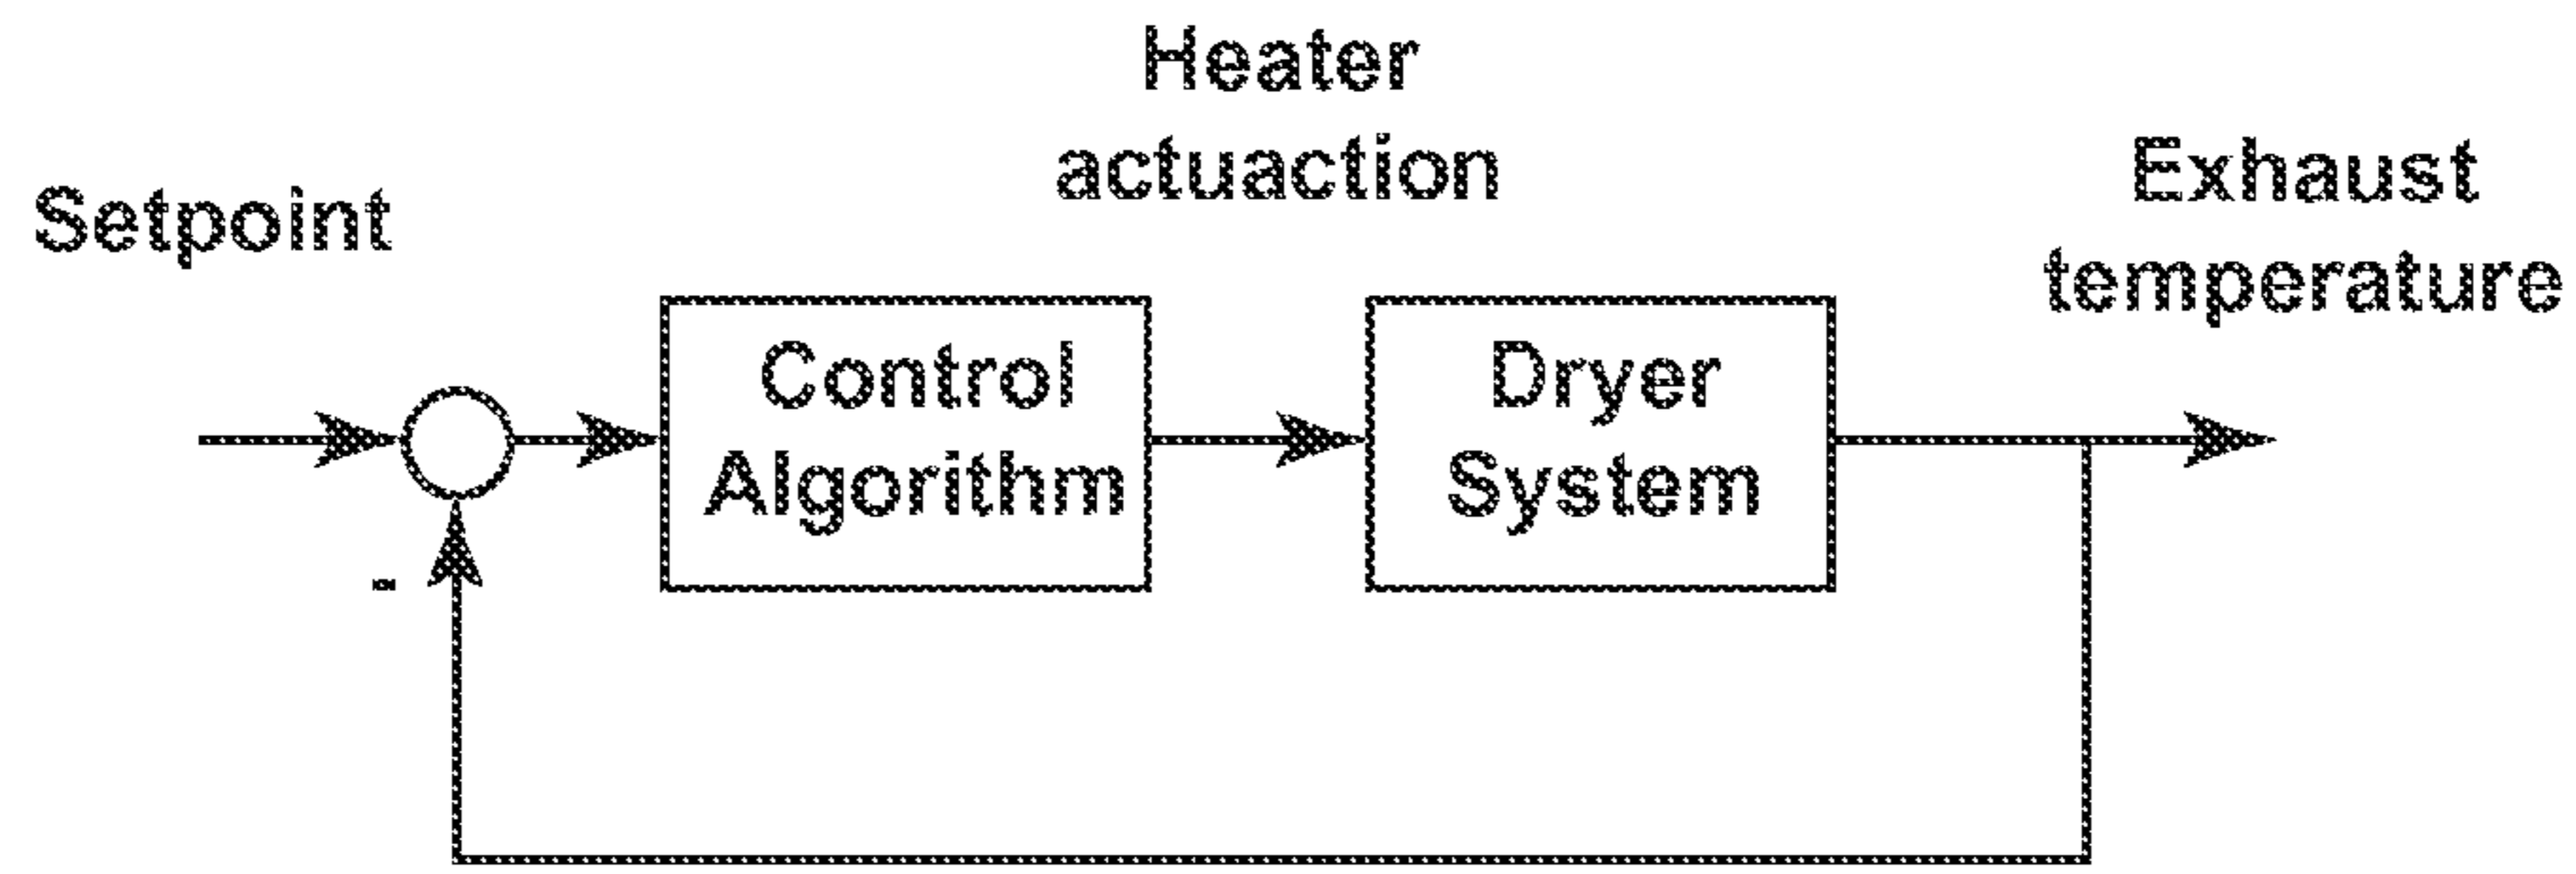 Setpoint
Heater
actuaction
Exhaust
temperature
Control
Algorithm
Dryer
System
-